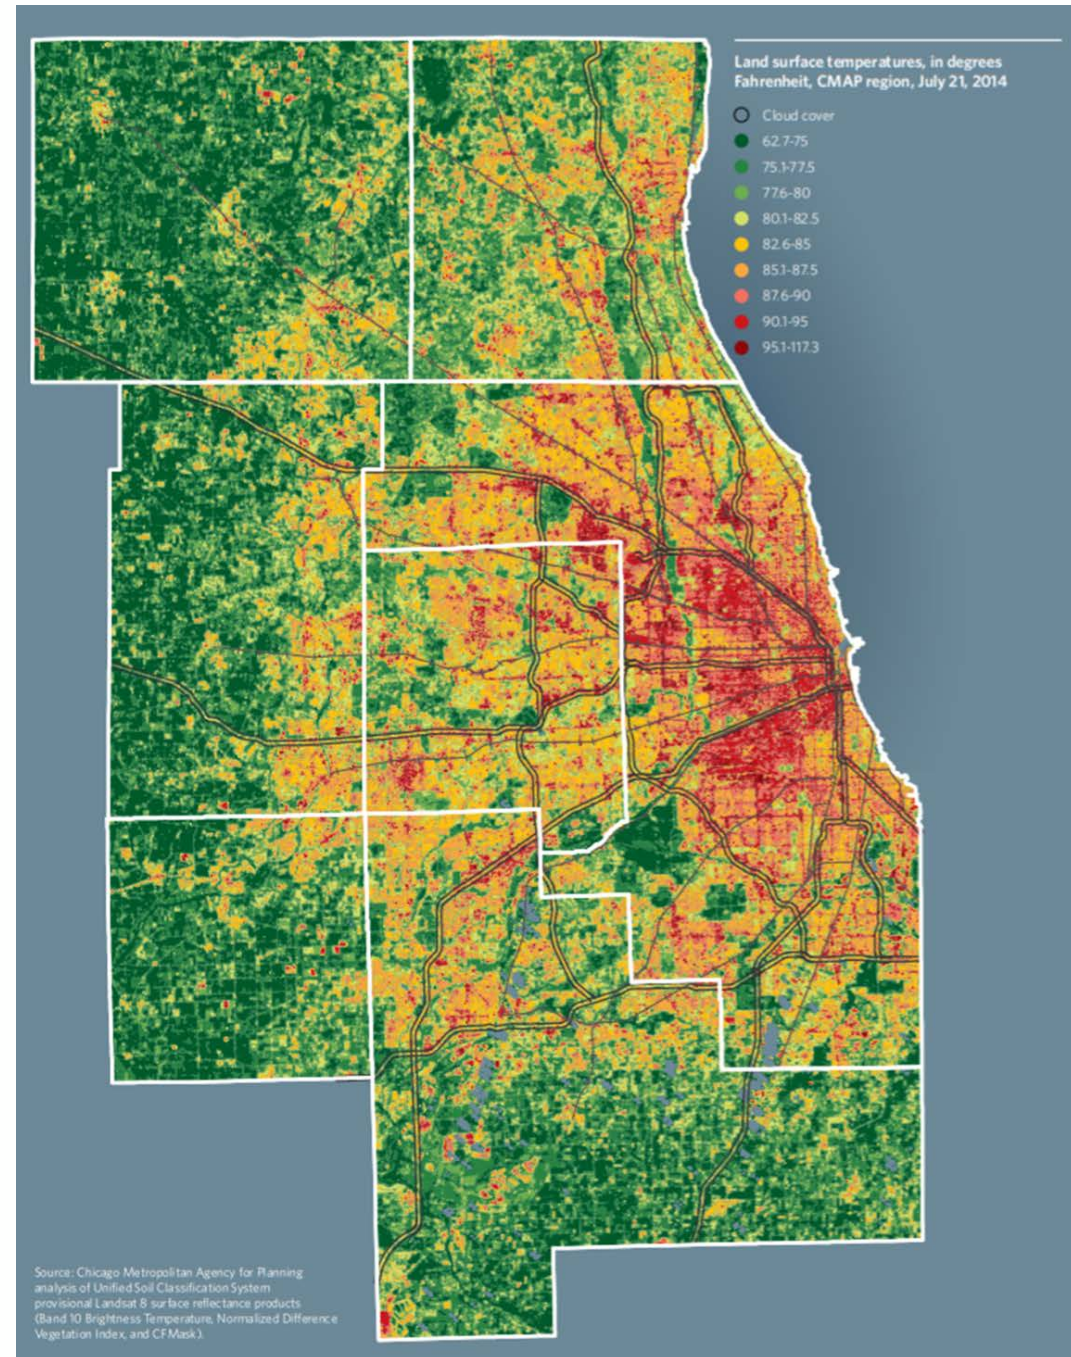 Land surface temperatures, in degrees
Fahrenheit, CMAP region, July 21, 2014
Cloud cover
62.7-75
75.1-77.5
77.6-80
80.1-82.5
82.6-85
85.1-87.5
87.6-90
90.1-95
95.1-117.3
Source: Chicago Metropolitan Agency for Planning
analysis of Unified Soil Classification System
provisional Landsat 8 surface reflectance products
(Band 10 Brightness Temperature, Normalized Difference
Vegetation Index, and CFMask).